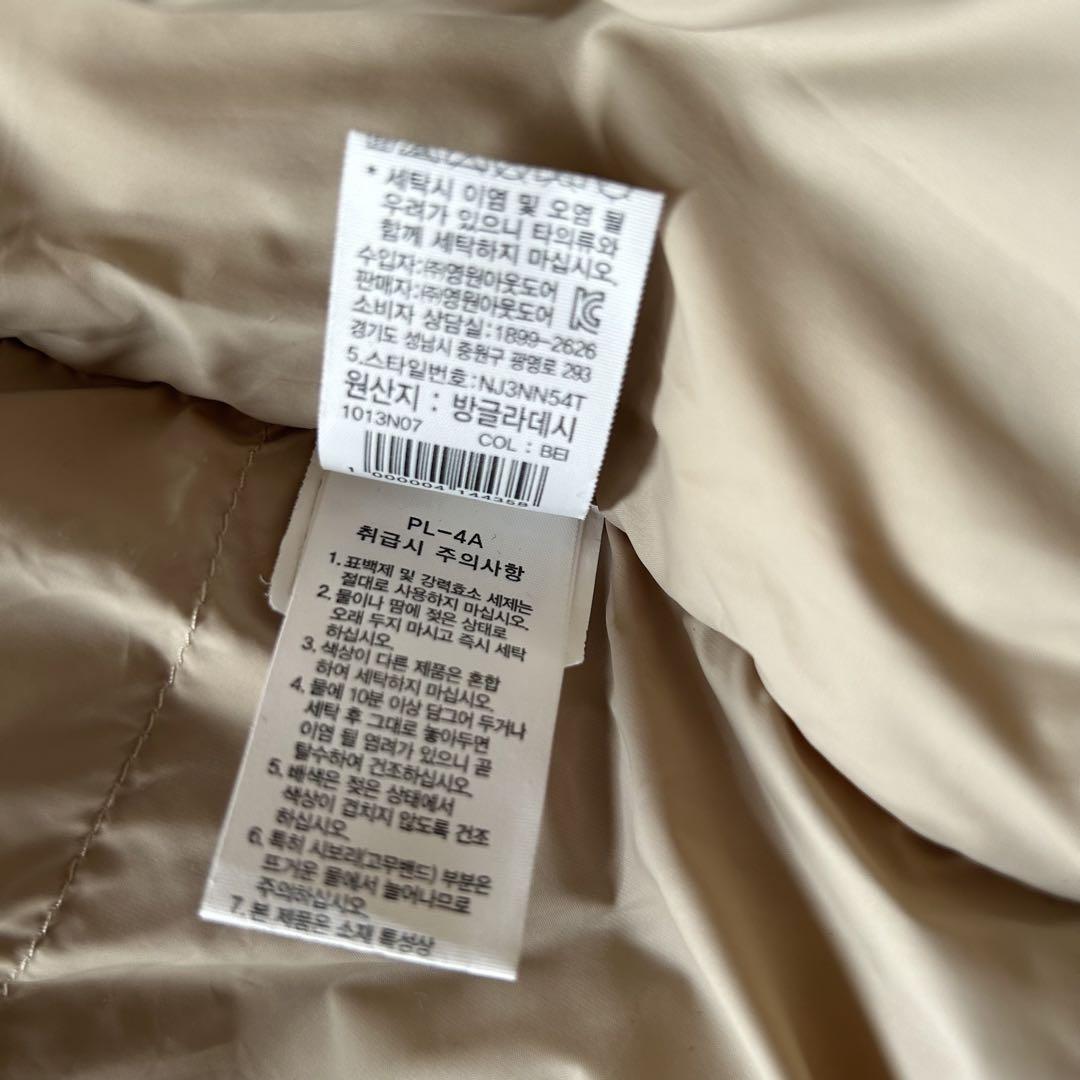 * 세탁시 이염 및 오염 될
우려가 있으니 타의류와
함께 세탁하지 마십시오
수입자:㈜영원아웃도어
판매자:㈜영원아웃도어
소비자 상담실:1899-2626
경기도 성남시 중원구 광명로 293
5.스타일번호:NJ3NN54T
원산지 : 방글라데시
1013N07 COL : BEI
1 000004 144358
PL-4A
취급시 주의사항
1. 표백제 및 강력효소 세제는
절대로 사용하지 마십시오.
2. 물이나 땀에 젖은 상태로
오래 두지 마시고 즉시 세탁
하십시오.
3. 색상이 다른 제품은 혼합
하여 세탁하지 마십시오.
4. 물에 10분 이상 담그어 두거나
세탁 후 그대로 놓아두면
이염 될 염려가 있으니 곧
탈수하여 건조하십시오.
5. 배색은 젖은 상태에서
색상이 겹치지 않도록 건조
하십시오.
6. 특히 시보리(고무밴드) 부분은
뜨거운 물에서 늘어나므로
주의하십시오.
7. 본 제품은 소재 특성상